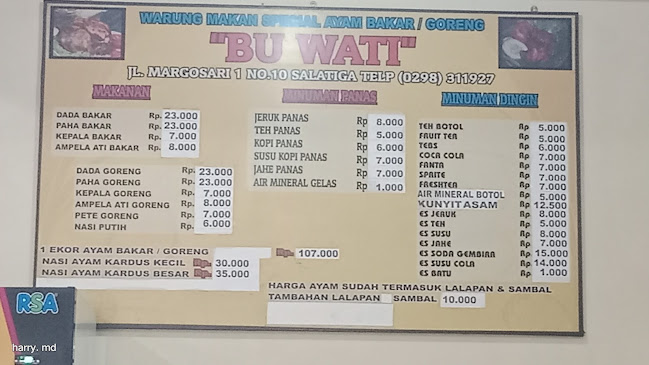 WARUNG MAKAN SPECIAL AYAM BAKAR / GORENG
"BU WATI"
JL. MARGOSARI 1 NO.10 SALATIGA TELP (0298) 311927
MAKANAN
DADA BAKAR Rp. 23.000
PAHA BAKAR Rp. 23.000
KEPALA BAKAR Rp. 7.000
AMPELA ATI BAKAR Rp. 8.000
DADA GORENG Rp. 23.000
PAHA GORENG Rp. 23.000
KEPALA GORENG Rp. 7.000
AMPELA ATI GORENG Rp. 8.000
PETE GORENG Rp. 7.000
NASI PUTIH Rp. 6.000
1 EKOR AYAM BAKAR / GORENG Rp. 107.000
NASI AYAM KARDUS KECIL Rp. 30.000
NASI AYAM KARDUS BESAR Rp. 35.000
MINUMAN PANAS
JERUK PANAS Rp 8.000
TEH PANAS Rp 5.000
KOPI PANAS Rp 6.000
SUSU KOPI PANAS Rp 7.000
JAHE PANAS Rp 7.000
AIR MINERAL GELAS Rp 1.000
MINUMAN DINGIN
TEH BOTOL Rp 5.000
FRUIT TEA Rp 5.000
TEBS Rp 6.000
COCA COLA Rp 7.000
FANTA Rp 7.000
SPRITE Rp 7.000
FRESHTEA Rp 7.000
AIR MINERAL BOTOL Rp 5.000
KUNYIT ASAM Rp 12.500
ES JERUK Rp 8.000
ES TEH Rp 5.000
ES SUSU Rp 8.000
ES JAHE Rp 7.000
ES SODA GEMBIRA Rp 15.000
ES SUSU COLA Rp 14.000
ES BATU Rp 1.000
HARGA AYAM SUDAH TERMASUK LALAPAN & SAMBAL
TAMBAHAN LALAPAN SAMBAL 10.000
RSA
harry. md